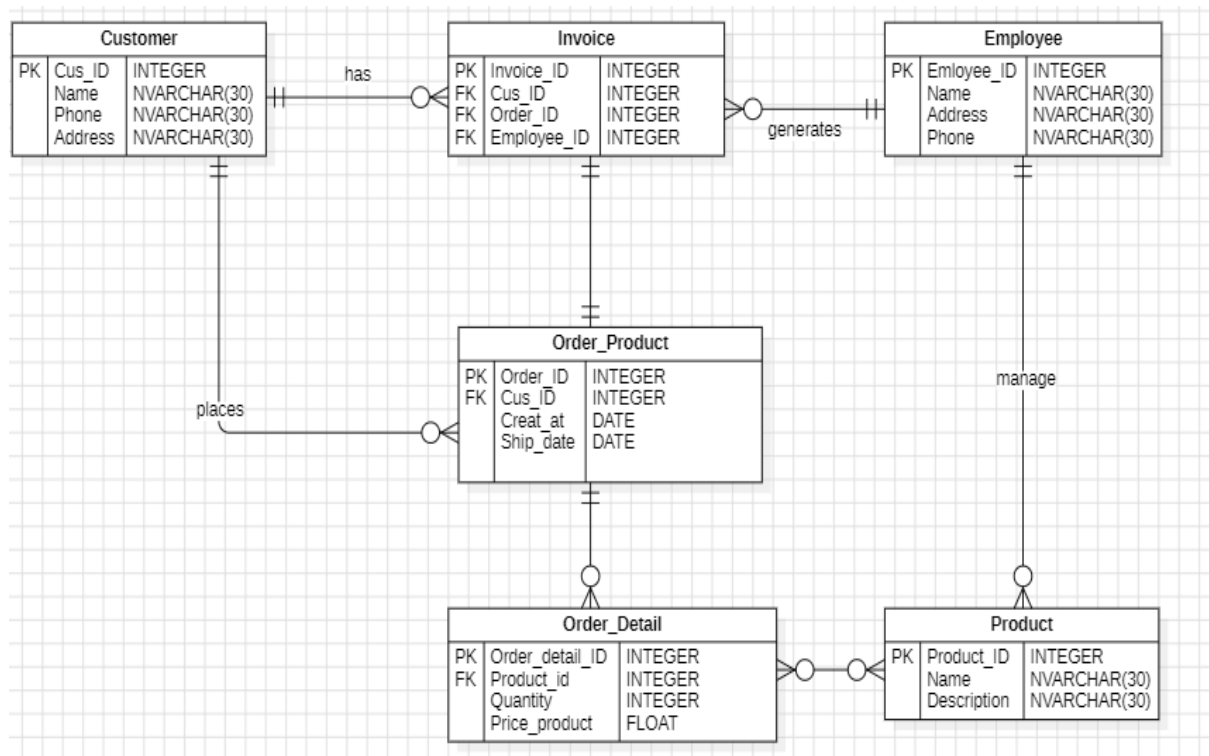 Customer
PK Cus_ID INTEGER
Name NVARCHAR(30)
Phone NVARCHAR(30)
Address NVARCHAR(30)
has
Invoice
PK Invoice_ID INTEGER
FK Cus_ID INTEGER
FK Order_ID INTEGER
FK Employee_ID INTEGER
generates
Employee
PK Emloyee_ID INTEGER
Name NVARCHAR(30)
Address NVARCHAR(30)
Phone NVARCHAR(30)
places
Order_Product
PK Order_ID INTEGER
FK Cus_ID INTEGER
Creat_at DATE
Ship_date DATE
manage
Order_Detail
PK Order_detail_ID INTEGER
FK Product_id INTEGER
Quantity INTEGER
Price_product FLOAT
Product
PK Product_ID INTEGER
Name NVARCHAR(30)
Description NVARCHAR(30)